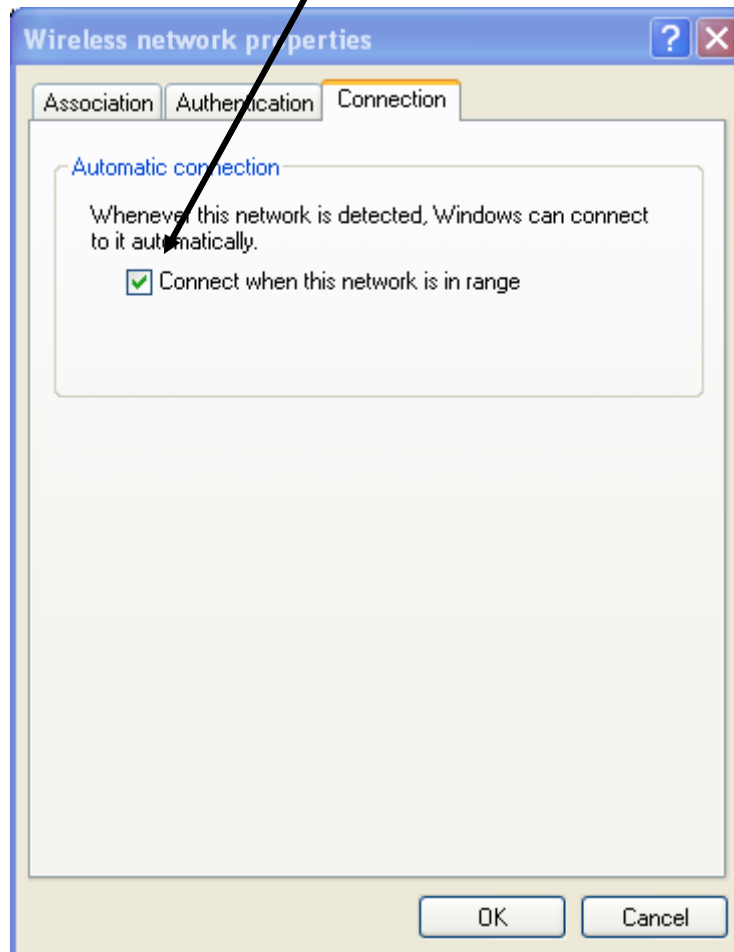 Wireless network properties
?
Association Authentication Connection
Automatic connection
Whenever this network is detected, Windows can connect
to it automatically.
Connect when this network is in range
OK Cancel